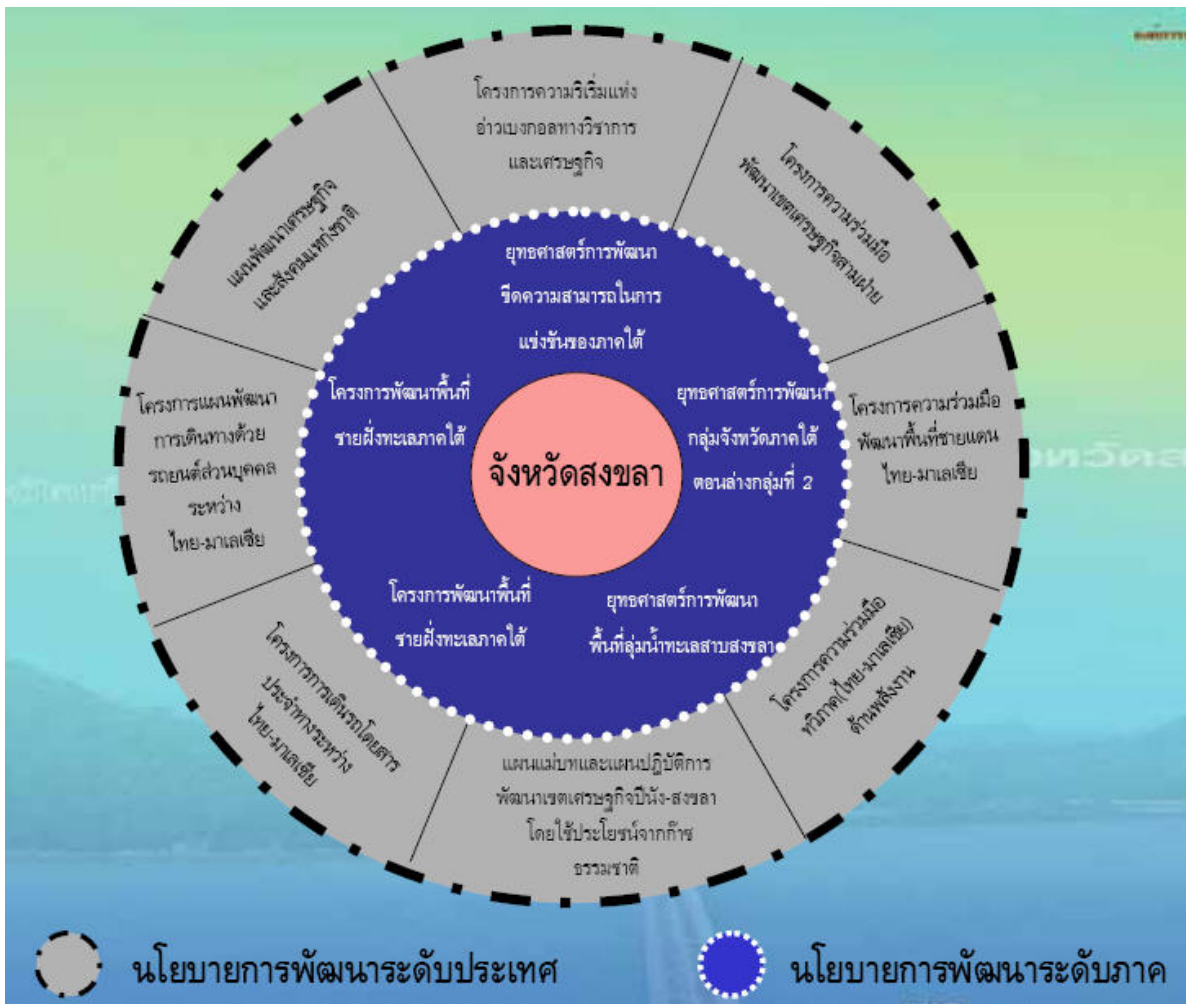 โครงการความริเริ่มแห่ง
อ่าวเบงกอลทางวิชาการ
และเศรษฐกิจ
โครงการความร่วมมือ
พัฒนาเขตเศรษฐกิจสามฝ่าย
โครงการความร่วมมือ
พัฒนาพื้นที่ชายแดน
ไทย-มาเลเซีย
โครงการความร่วมมือ
ทวิภาค(ไทย-มาเลเซีย)
ด้านพลังงาน
แผนแม่บทและแผนปฏิบัติการ
พัฒนาเขตเศรษฐกิจปีนัง-สงขลา
โดยใช้ประโยชน์จากก๊าซ
ธรรมชาติ
โครงการการเดินรถโดยสาร
ประจำทางระหว่าง
ไทย-มาเลเซีย
โครงการแผนพัฒนา
การเดินทางด้วย
รถยนต์ส่วนบุคคล
ระหว่าง
ไทย-มาเลเซีย
แผนพัฒนาเศรษฐกิจ
และสังคมแห่งชาติ
ยุทธศาสตร์การพัฒนา
ขีดความสามารถในการ
แข่งขันของภาคใต้
ยุทธศาสตร์การพัฒนา
กลุ่มจังหวัดภาคใต้
ตอนล่างกลุ่มที่ 2
ยุทธศาสตร์การพัฒนา
พื้นที่ลุ่มน้ำทะเลสาบสงขลา
โครงการพัฒนาพื้นที่
ชายฝั่งทะเลภาคใต้
โครงการพัฒนาพื้นที่
ชายฝั่งทะเลภาคใต้
จังหวัดสงขลา
นโยบายการพัฒนาระดับประเทศ
นโยบายการพัฒนาระดับภาค